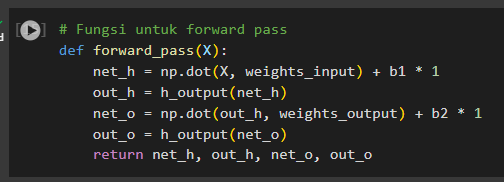 # Fungsi untuk forward pass
def forward_pass(X):
    net_h = np.dot(X, weights_input) + b1 * 1
    out_h = h_output(net_h)
    net_o = np.dot(out_h, weights_output) + b2 * 1
    out_o = h_output(net_o)
    return net_h, out_h, net_o, out_o